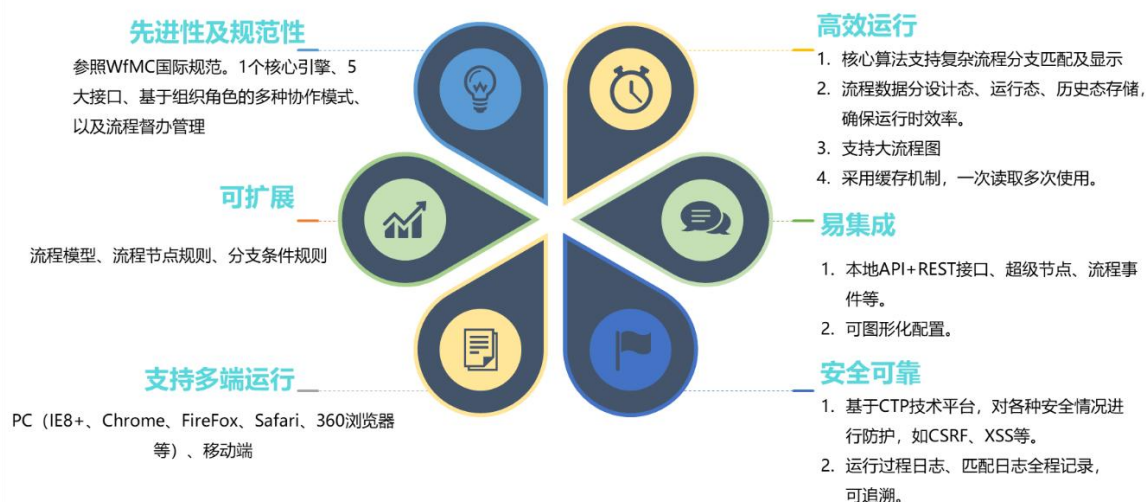 先进性及规范性
参照WfMC国际规范。1个核心引擎、5
大接口、基于组织角色的多种协作模式、
以及流程督办管理
可扩展
流程模型、流程节点规则、分支条件规则
支持多端运行
PC（IE8+、Chrome、FireFox、Safari、360浏览器
等）、移动端
高效运行
1. 核心算法支持复杂流程分支匹配及显示
2. 流程数据分设计态、运行态、历史态存储，
确保运行时效率。
3. 支持大流程图
4. 采用缓存机制，一次读取多次使用。
易集成
1. 本地API+REST接口、超级节点、流程事
件等。
2. 可图形化配置。
安全可靠
1. 基于CTP技术平台，对各种安全情况进
行防护，如CSRF、XSS等。
2. 运行过程日志、匹配日志全程记录，
可追溯。